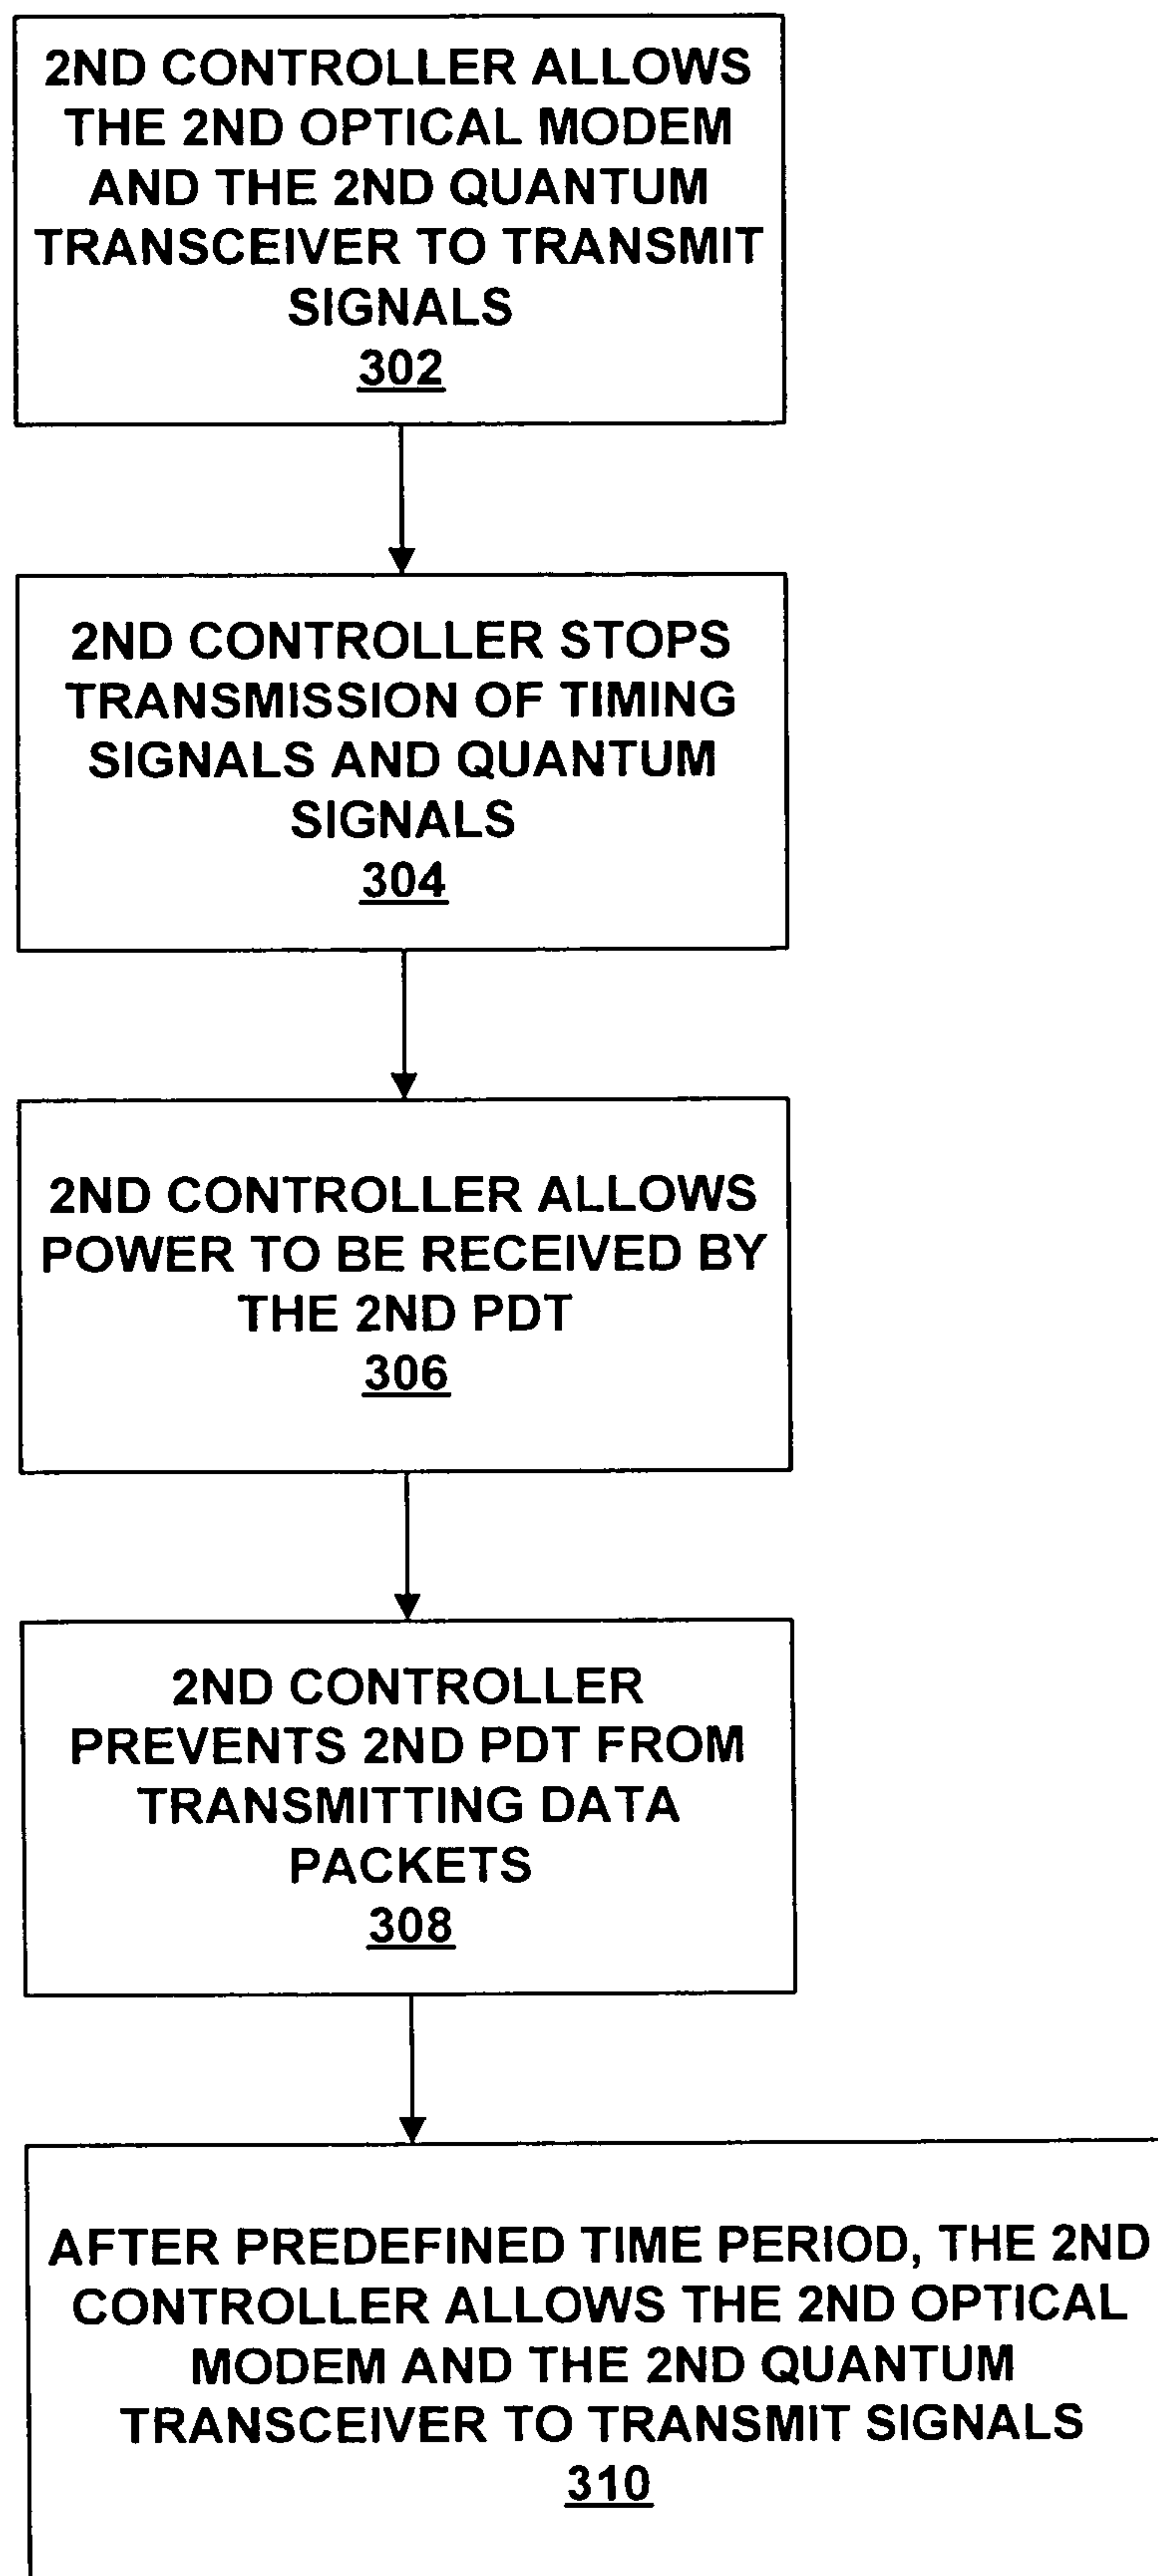 2ND CONTROLLER ALLOWS
THE 2ND OPTICAL MODEM
AND THE 2ND QUANTUM
TRANSCEIVER TO TRANSMIT
SIGNALS
302
2ND CONTROLLER STOPS
TRANSMISSION OF TIMING
SIGNALS AND QUANTUM
SIGNALS
304
2ND CONTROLLER ALLOWS
POWER TO BE RECEIVED BY
THE 2ND PDT
306
2ND CONTROLLER
PREVENTS 2ND PDT FROM
TRANSMITTING DATA
PACKETS
308
AFTER PREDEFINED TIME PERIOD, THE 2ND
CONTROLLER ALLOWS THE 2ND OPTICAL
MODEM AND THE 2ND QUANTUM
TRANSCEIVER TO TRANSMIT SIGNALS
310